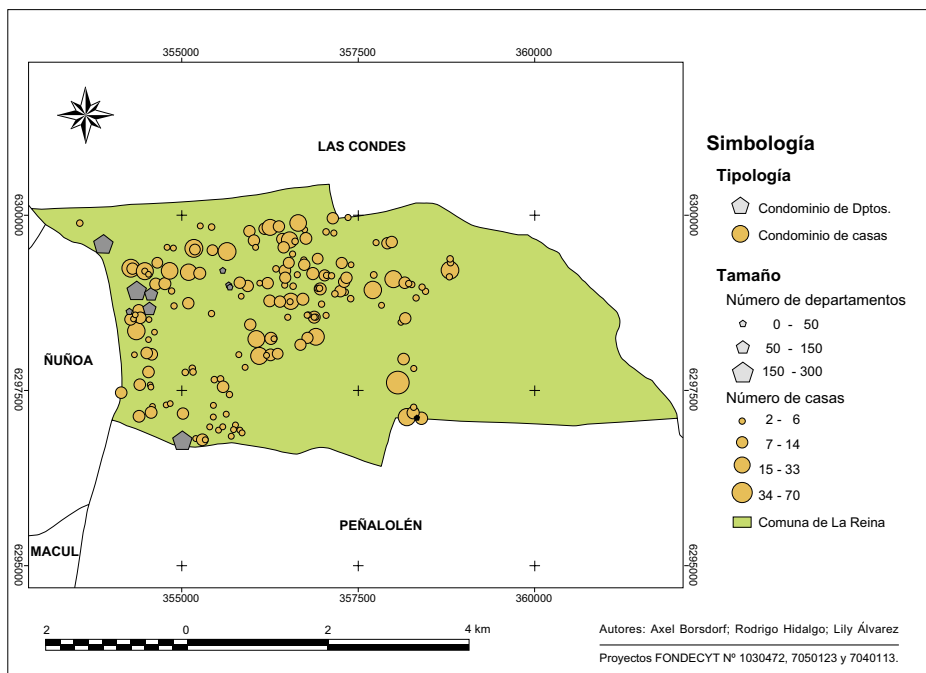 355000
357500
360000
LAS CONDES
6300000
6300000
ÑUÑOA
6297500
6297500
PEÑALOLÉN
MACUL
6295000
6295000
355000
357500
360000
2
0
2
4 km
Simbología
Tipología
Condominio de Dptos.
Condominio de casas
Tamaño
Número de departamentos
0 - 50
50 - 150
150 - 300
Número de casas
2 - 6
7 - 14
15 - 33
34 - 70
Comuna de La Reina
Autores: Axel Borsdorf; Rodrigo Hidalgo; Lily Álvarez
Proyectos FONDECYT Nº 1030472, 7050123 y 7040113.